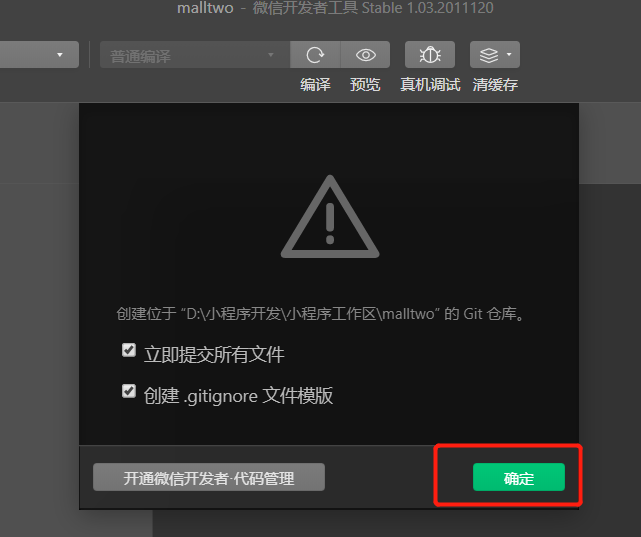 malltwo - 微信开发者工具 Stable 1.03.2011120
普通编译
编译 预览 真机调试 清缓存
创建位于 “D:\小程序开发\小程序工作区\malltwo” 的 Git 仓库。
立即提交所有文件
创建 .gitignore 文件模版
开通微信开发者·代码管理 确定